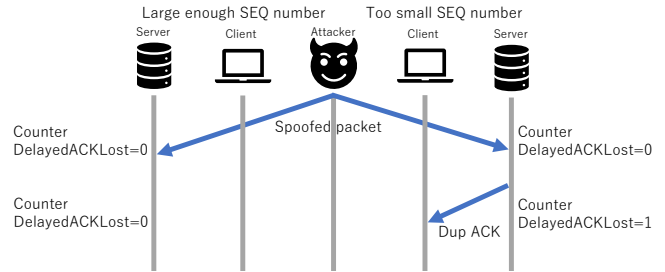 Large enough SEQ number
Too small SEQ number
Server
Client
Attacker
Client
Server
Spoofed packet
Counter
DelayedACKLost=0
Counter
DelayedACKLost=0
Counter
DelayedACKLost=0
Counter
DelayedACKLost=1
Dup ACK